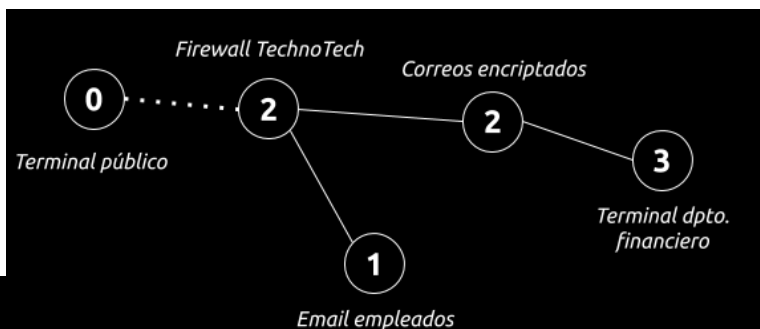 Firewall TechnoTech
Correos encriptados
0
2
2
3
Terminal público
Terminal dpto.
financiero
1
Email empleados